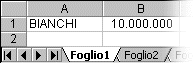 A B
1 BIANCHI 10.000.000
2
Foglio1 Foglio2